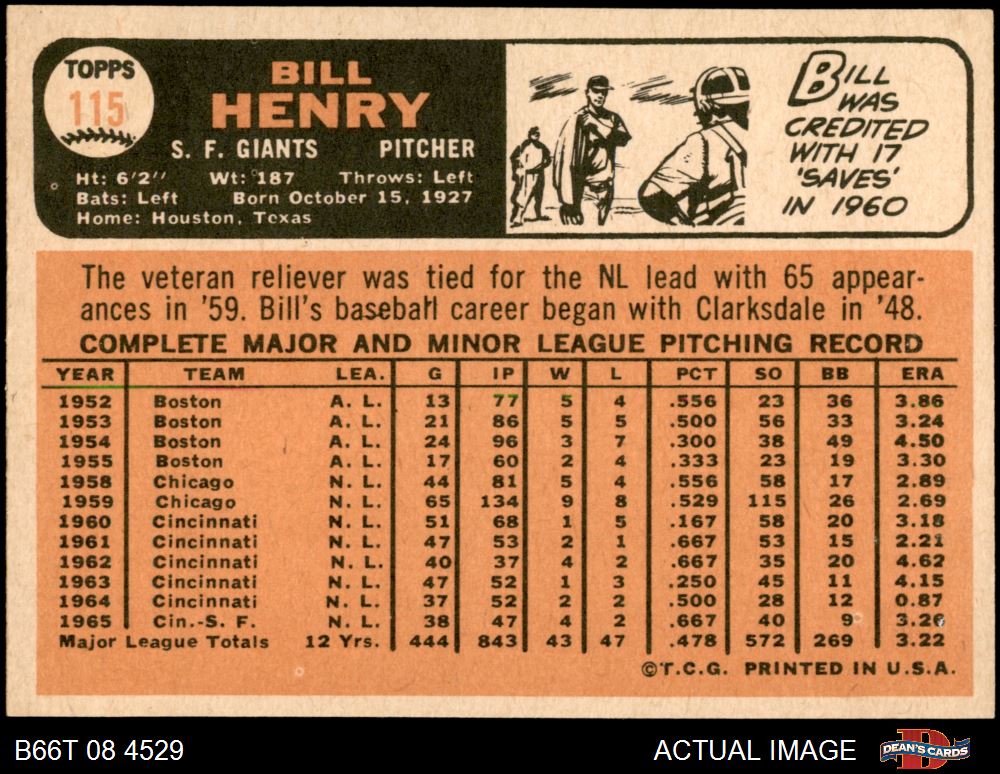 TOPPS
115
BILL
HENRY
S. F. GIANTS PITCHER
Ht: 6'2" Wt: 187 Throws: Left
Bats: Left Born October 15, 1927
Home: Houston, Texas
BILL
WAS
CREDITED
WITH 17
'SAVES'
IN 1960
The veteran reliever was tied for the NL lead with 65 appear-
ances in '59. Bill's baseball career began with Clarksdale in '48.
COMPLETE MAJOR AND MINOR LEAGUE PITCHING RECORD
YEAR TEAM LEA. G IP W L PCT SO BB ERA
1952 Boston A. L. 13 77 5 4 .556 23 36 3.86
1953 Boston A. L. 21 86 5 5 .500 56 33 3.24
1954 Boston A. L. 24 96 3 7 .300 38 49 4.50
1955 Boston A. L. 17 60 2 4 .333 23 19 3.30
1958 Chicago N. L. 44 81 5 4 .556 58 17 2.89
1959 Chicago N. L. 65 134 9 8 .529 115 26 2.69
1960 Cincinnati N. L. 51 68 1 5 .167 58 20 3.18
1961 Cincinnati N. L. 47 53 2 1 .667 53 15 2.21
1962 Cincinnati N. L. 40 37 4 2 .667 35 20 4.62
1963 Cincinnati N. L. 47 52 1 3 .250 45 11 4.15
1964 Cincinnati N. L. 37 52 2 2 .500 28 12 0.87
1965 Cin.-S. F. N. L. 38 47 4 2 .667 40 9 3.26
Major League Totals 12 Yrs. 444 843 43 47 .478 572 269 3.22
©T.C.G. PRINTED IN U.S.A.
B66T 08 4529 ACTUAL IMAGE DEAN'S CARDS